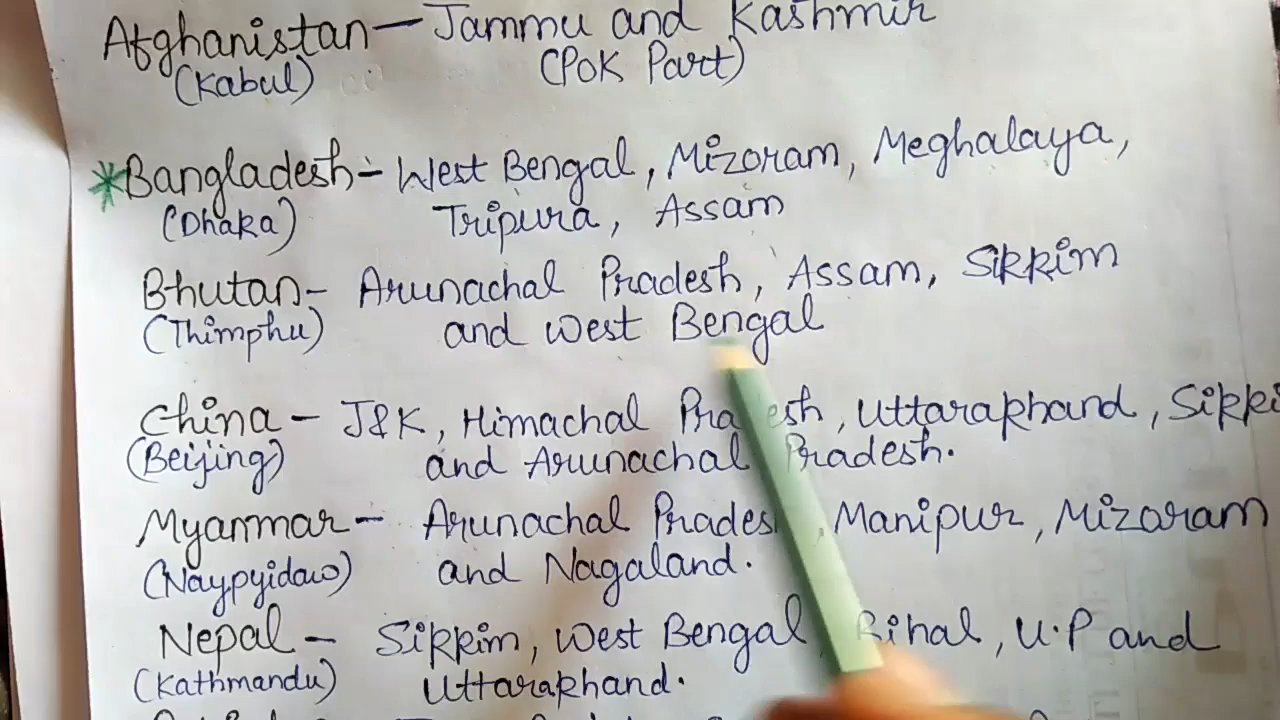 Afghanistan - Jammu and Kashmir
(Kabul) (POK Part)
*Bangladesh- West Bengal, Mizoram, Meghalaya,
(Dhaka) Tripura, Assam
Bhutan- Arunachal Pradesh, Assam, Sikkim
(Thimphu) and West Bengal
China - J&K, Himachal Pradesh, Uttarakhand,
(Beijing) and Arunachal Pradesh.
Myanmar- Arunachal Manipur, Mizoram
(Naypyidaw) and Nagaland.
Nepal - Sikkim, West Bengal, U.P and
(Kathmandu) Uttarakhand.